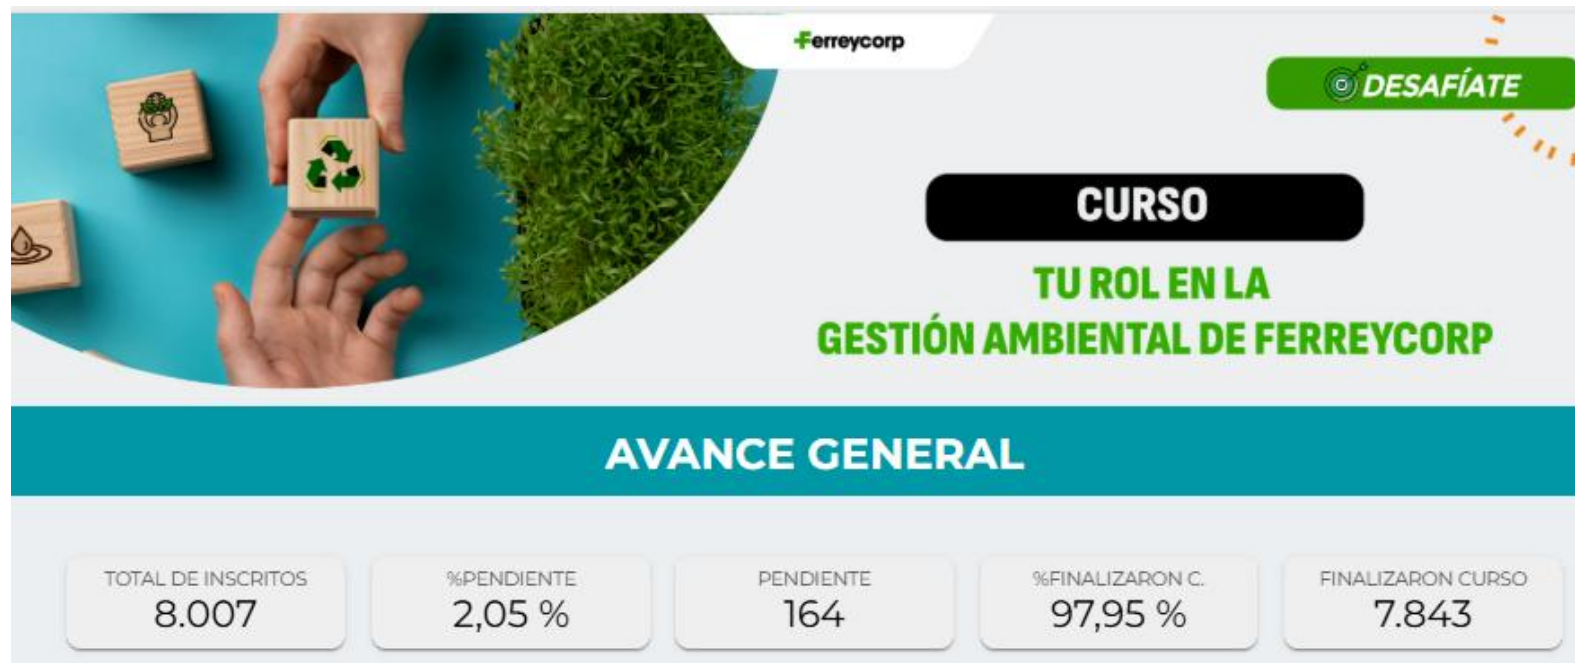 Ferreycorp
DESAFÍATE
CURSO
TU ROL EN LA
GESTIÓN AMBIENTAL DE FERREYCORP
AVANCE GENERAL
TOTAL DE INSCRITOS
8.007
%PENDIENTE
2,05 %
PENDIENTE
164
%FINALIZARON C.
97,95 %
FINALIZARON CURSO
7.843